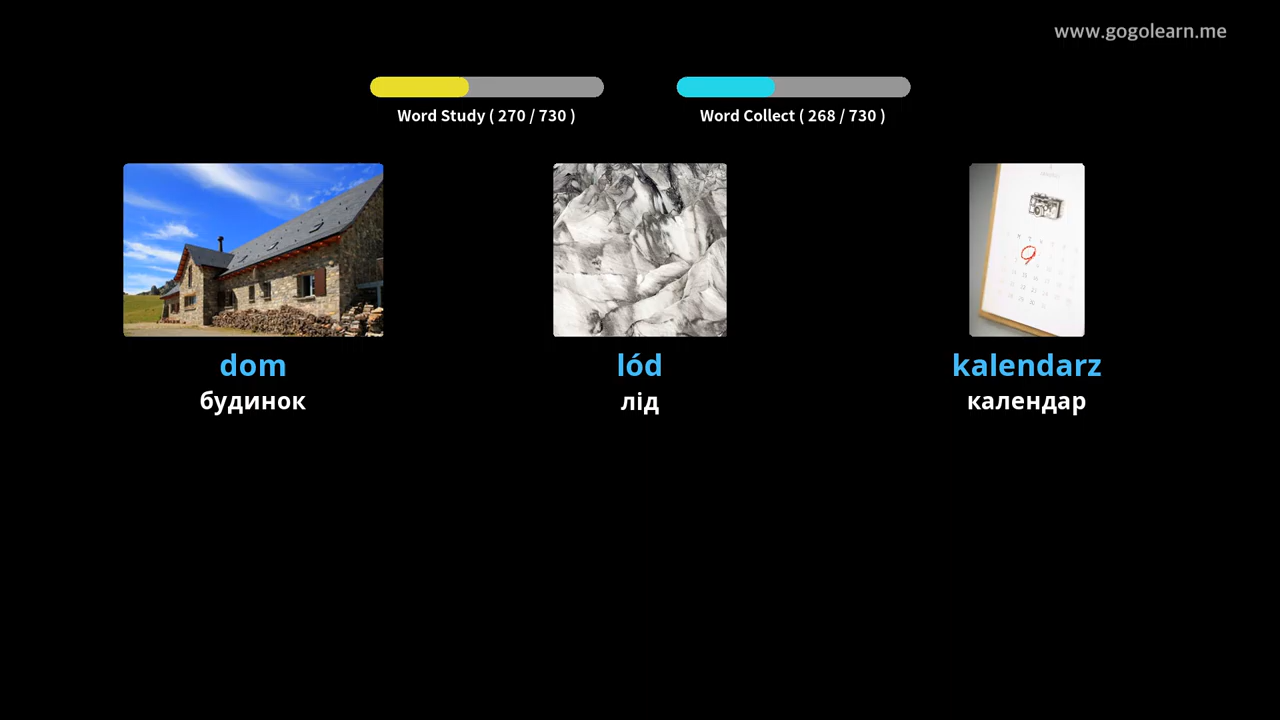 www.gogolearn.me
Word Study ( 270 / 730 )
Word Collect ( 268 / 730 )
dom
lód
kalendarz
будинок
лід
календар